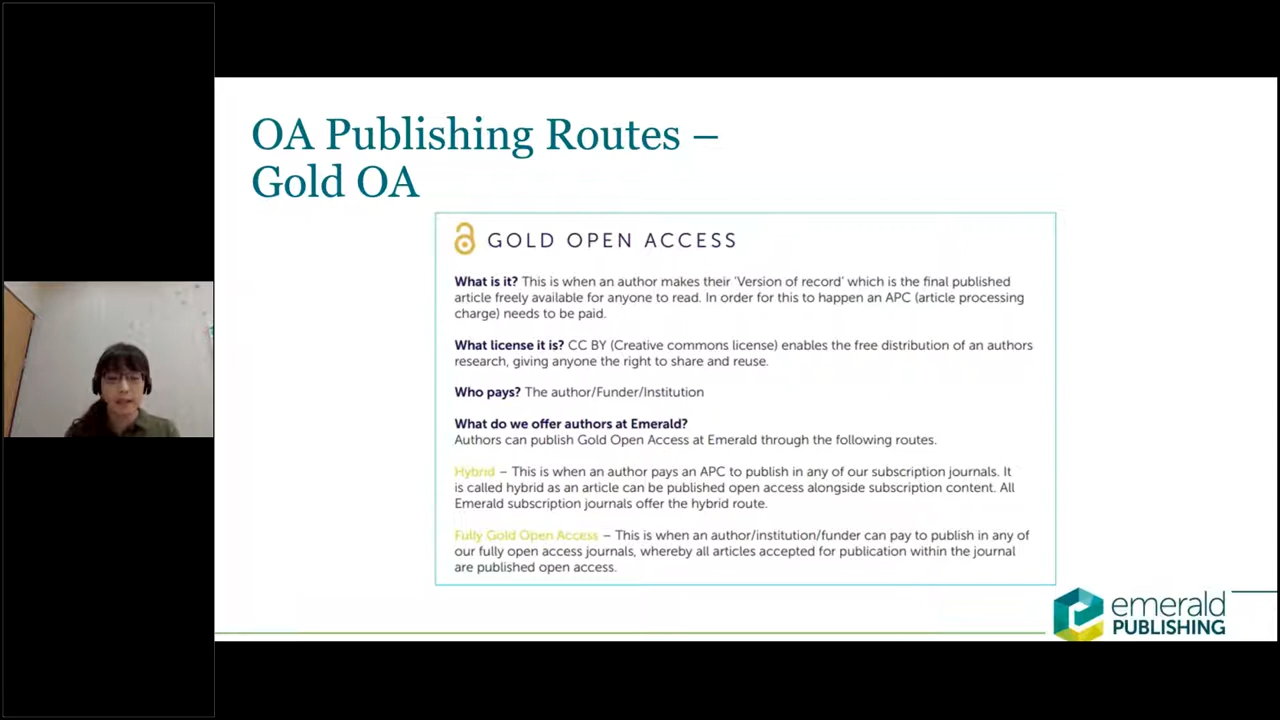 OA Publishing Routes –
Gold OA
GOLD OPEN ACCESS
What is it? This is when an author makes their 'Version of record' which is the final published
article freely available for anyone to read. In order for this to happen an APC (article processing
charge) needs to be paid.
What license it is? CC BY (Creative commons license) enables the free distribution of an authors
research, giving anyone the right to share and reuse.
Who pays? The author/Funder/Institution
What do we offer authors at Emerald?
Authors can publish Gold Open Access at Emerald through the following routes.
Hybrid – This is when an author pays an APC to publish in any of our subscription journals. It
is called hybrid as an article can be published open access alongside subscription content. All
Emerald subscription journals offer the hybrid route.
Fully Gold Open Access – This is when an author/institution/funder can pay to publish in any of
our fully open access journals, whereby all articles accepted for publication within the journal
are published open access.
emerald
PUBLISHING